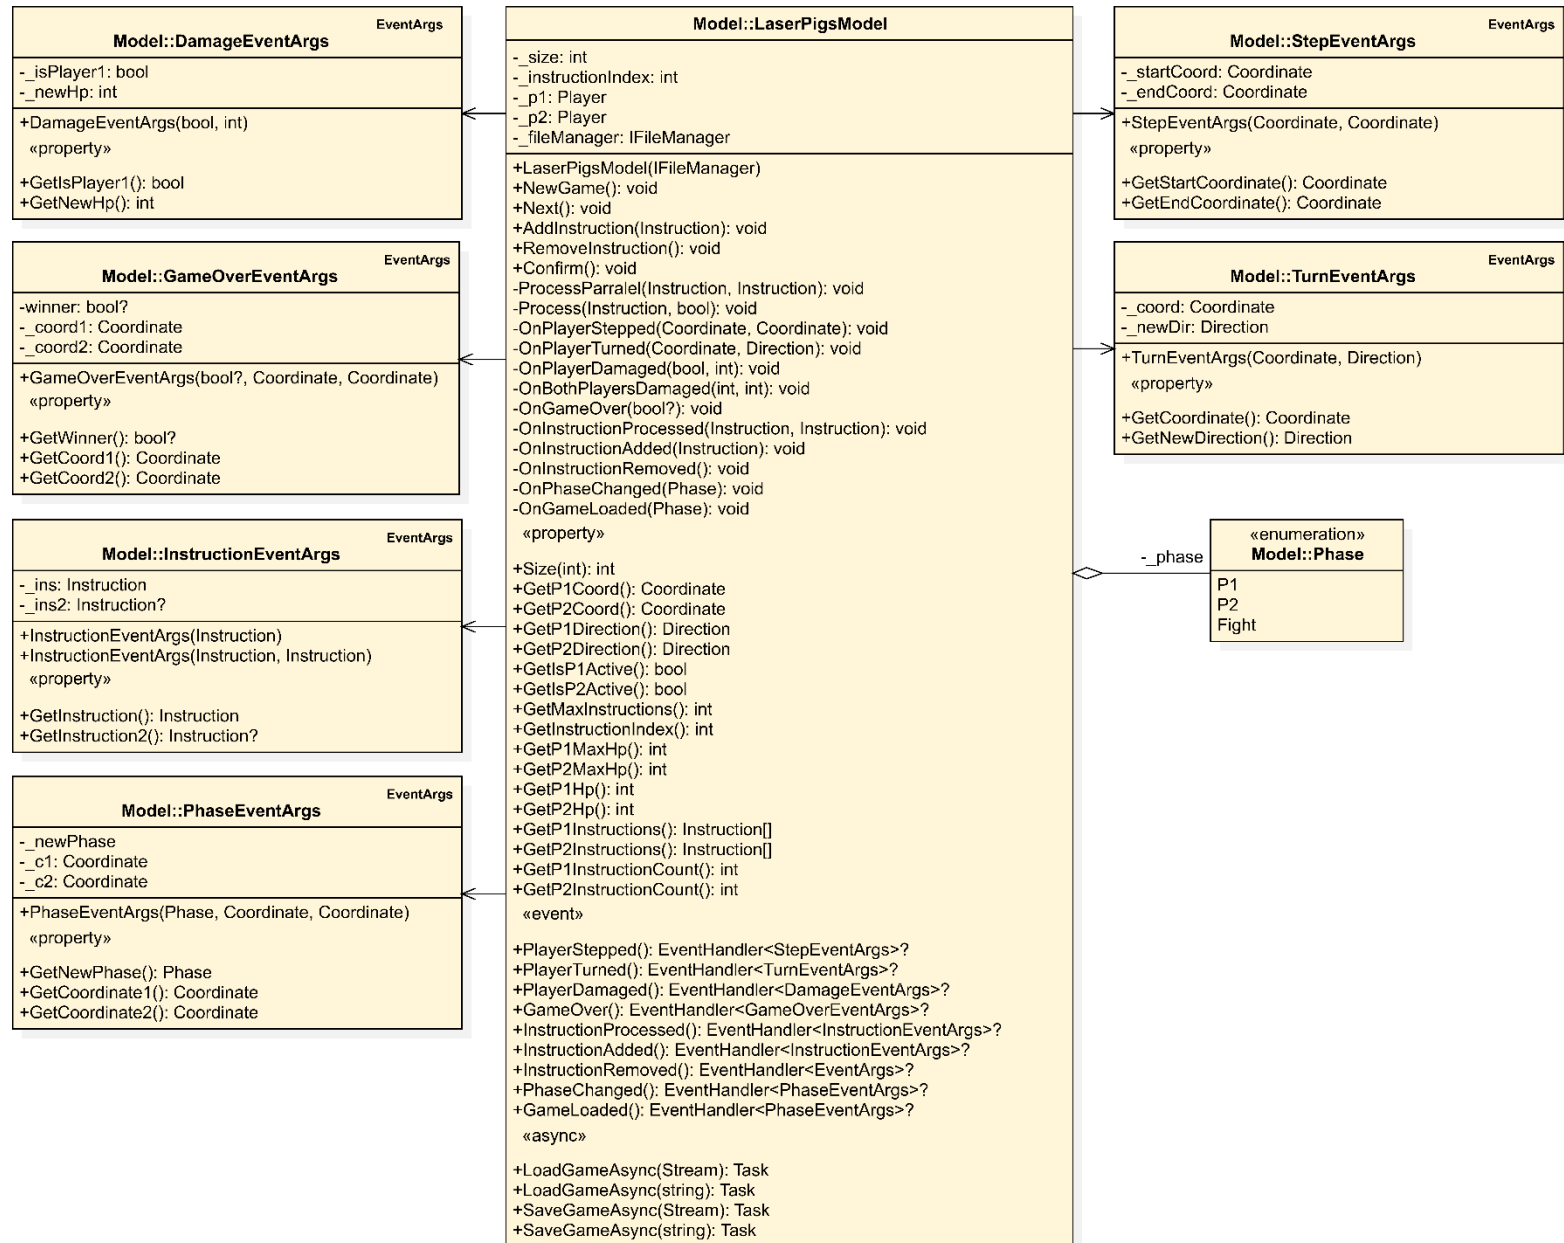 EventArgs
Model::DamageEventArgs
-_isPlayer1: bool
-_newHp: int
+DamageEventArgs(bool, int)
«property»
+GetIsPlayer1(): bool
+GetNewHp(): int
EventArgs
Model::GameOverEventArgs
-winner: bool?
-_coord1: Coordinate
-_coord2: Coordinate
+GameOverEventArgs(bool?, Coordinate, Coordinate)
«property»
+GetWinner(): bool?
+GetCoord1(): Coordinate
+GetCoord2(): Coordinate
EventArgs
Model::InstructionEventArgs
-_ins: Instruction
-_ins2: Instruction?
+InstructionEventArgs(Instruction)
+InstructionEventArgs(Instruction, Instruction)
«property»
+GetInstruction(): Instruction
+GetInstruction2(): Instruction?
EventArgs
Model::PhaseEventArgs
-_newPhase
-_c1: Coordinate
-_c2: Coordinate
+PhaseEventArgs(Phase, Coordinate, Coordinate)
«property»
+GetNewPhase(): Phase
+GetCoordinate1(): Coordinate
+GetCoordinate2(): Coordinate
Model::LaserPigsModel
-_size: int
-_instructionIndex: int
-_p1: Player
-_p2: Player
-_fileManager: IFileManager
+LaserPigsModel(IFileManager)
+NewGame(): void
+Next(): void
+AddInstruction(Instruction): void
+RemoveInstruction(): void
+Confirm(): void
-ProcessParralel(Instruction, Instruction): void
-Process(Instruction, bool): void
-OnPlayerStepped(Coordinate, Coordinate): void
-OnPlayerTurned(Coordinate, Direction): void
-OnPlayerDamaged(bool, int): void
-OnBothPlayersDamaged(int, int): void
-OnGameOver(bool?): void
-OnInstructionProcessed(Instruction, Instruction): void
-OnInstructionAdded(Instruction): void
-OnInstructionRemoved(): void
-OnPhaseChanged(Phase): void
-OnGameLoaded(Phase): void
«property»
+Size(int): int
+GetP1Coord(): Coordinate
+GetP2Coord(): Coordinate
+GetP1Direction(): Direction
+GetP2Direction(): Direction
+GetIsP1Active(): bool
+GetIsP2Active(): bool
+GetMaxInstructions(): int
+GetInstructionIndex(): int
+GetP1MaxHp(): int
+GetP2MaxHp(): int
+GetP1Hp(): int
+GetP2Hp(): int
+GetP1Instructions(): Instruction[]
+GetP2Instructions(): Instruction[]
+GetP1InstructionCount(): int
+GetP2InstructionCount(): int
«event»
+PlayerStepped(): EventHandler<StepEventArgs>?
+PlayerTurned(): EventHandler<TurnEventArgs>?
+PlayerDamaged(): EventHandler<DamageEventArgs>?
+GameOver(): EventHandler<GameOverEventArgs>?
+InstructionProcessed(): EventHandler<InstructionEventArgs>?
+InstructionAdded(): EventHandler<InstructionEventArgs>?
+InstructionRemoved(): EventHandler<EventArgs>?
+PhaseChanged(): EventHandler<PhaseEventArgs>?
+GameLoaded(): EventHandler<PhaseEventArgs>?
«async»
+LoadGameAsync(Stream): Task
+LoadGameAsync(string): Task
+SaveGameAsync(Stream): Task
+SaveGameAsync(string): Task
EventArgs
Model::StepEventArgs
-_startCoord: Coordinate
-_endCoord: Coordinate
+StepEventArgs(Coordinate, Coordinate)
«property»
+GetStartCoordinate(): Coordinate
+GetEndCoordinate(): Coordinate
EventArgs
Model::TurnEventArgs
-_coord: Coordinate
-_newDir: Direction
+TurnEventArgs(Coordinate, Direction)
«property»
+GetCoordinate(): Coordinate
+GetNewDirection(): Direction
-_phase
«enumeration»
Model::Phase
P1
P2
Fight